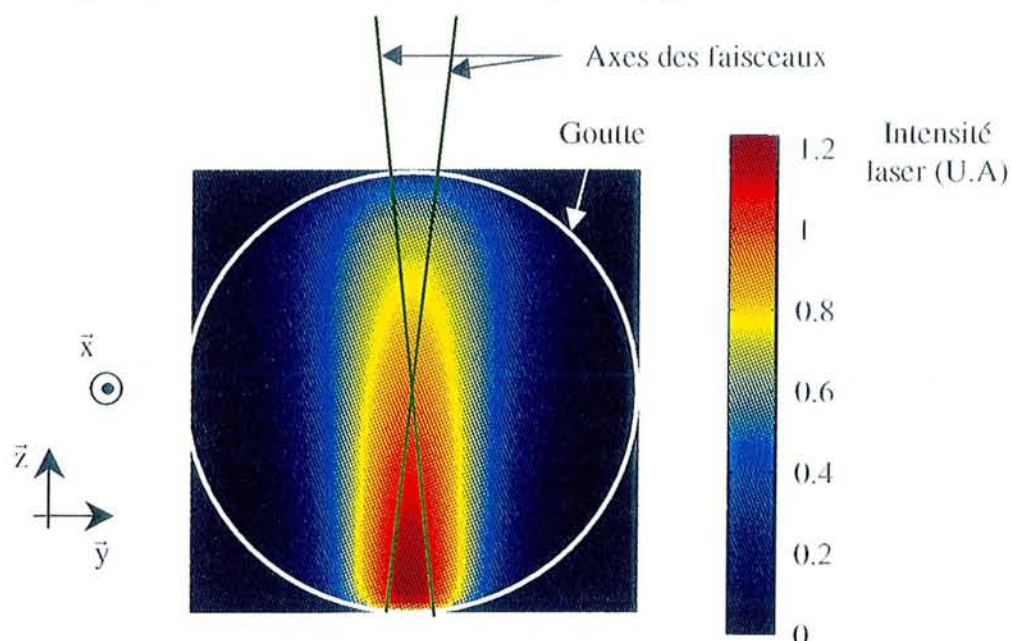 Axes des faisceaux
Goutte
Intensité
laser (U.A)
1.2
1
0.8
0.6
0.4
0.2
0
x⃗
z⃗
y⃗